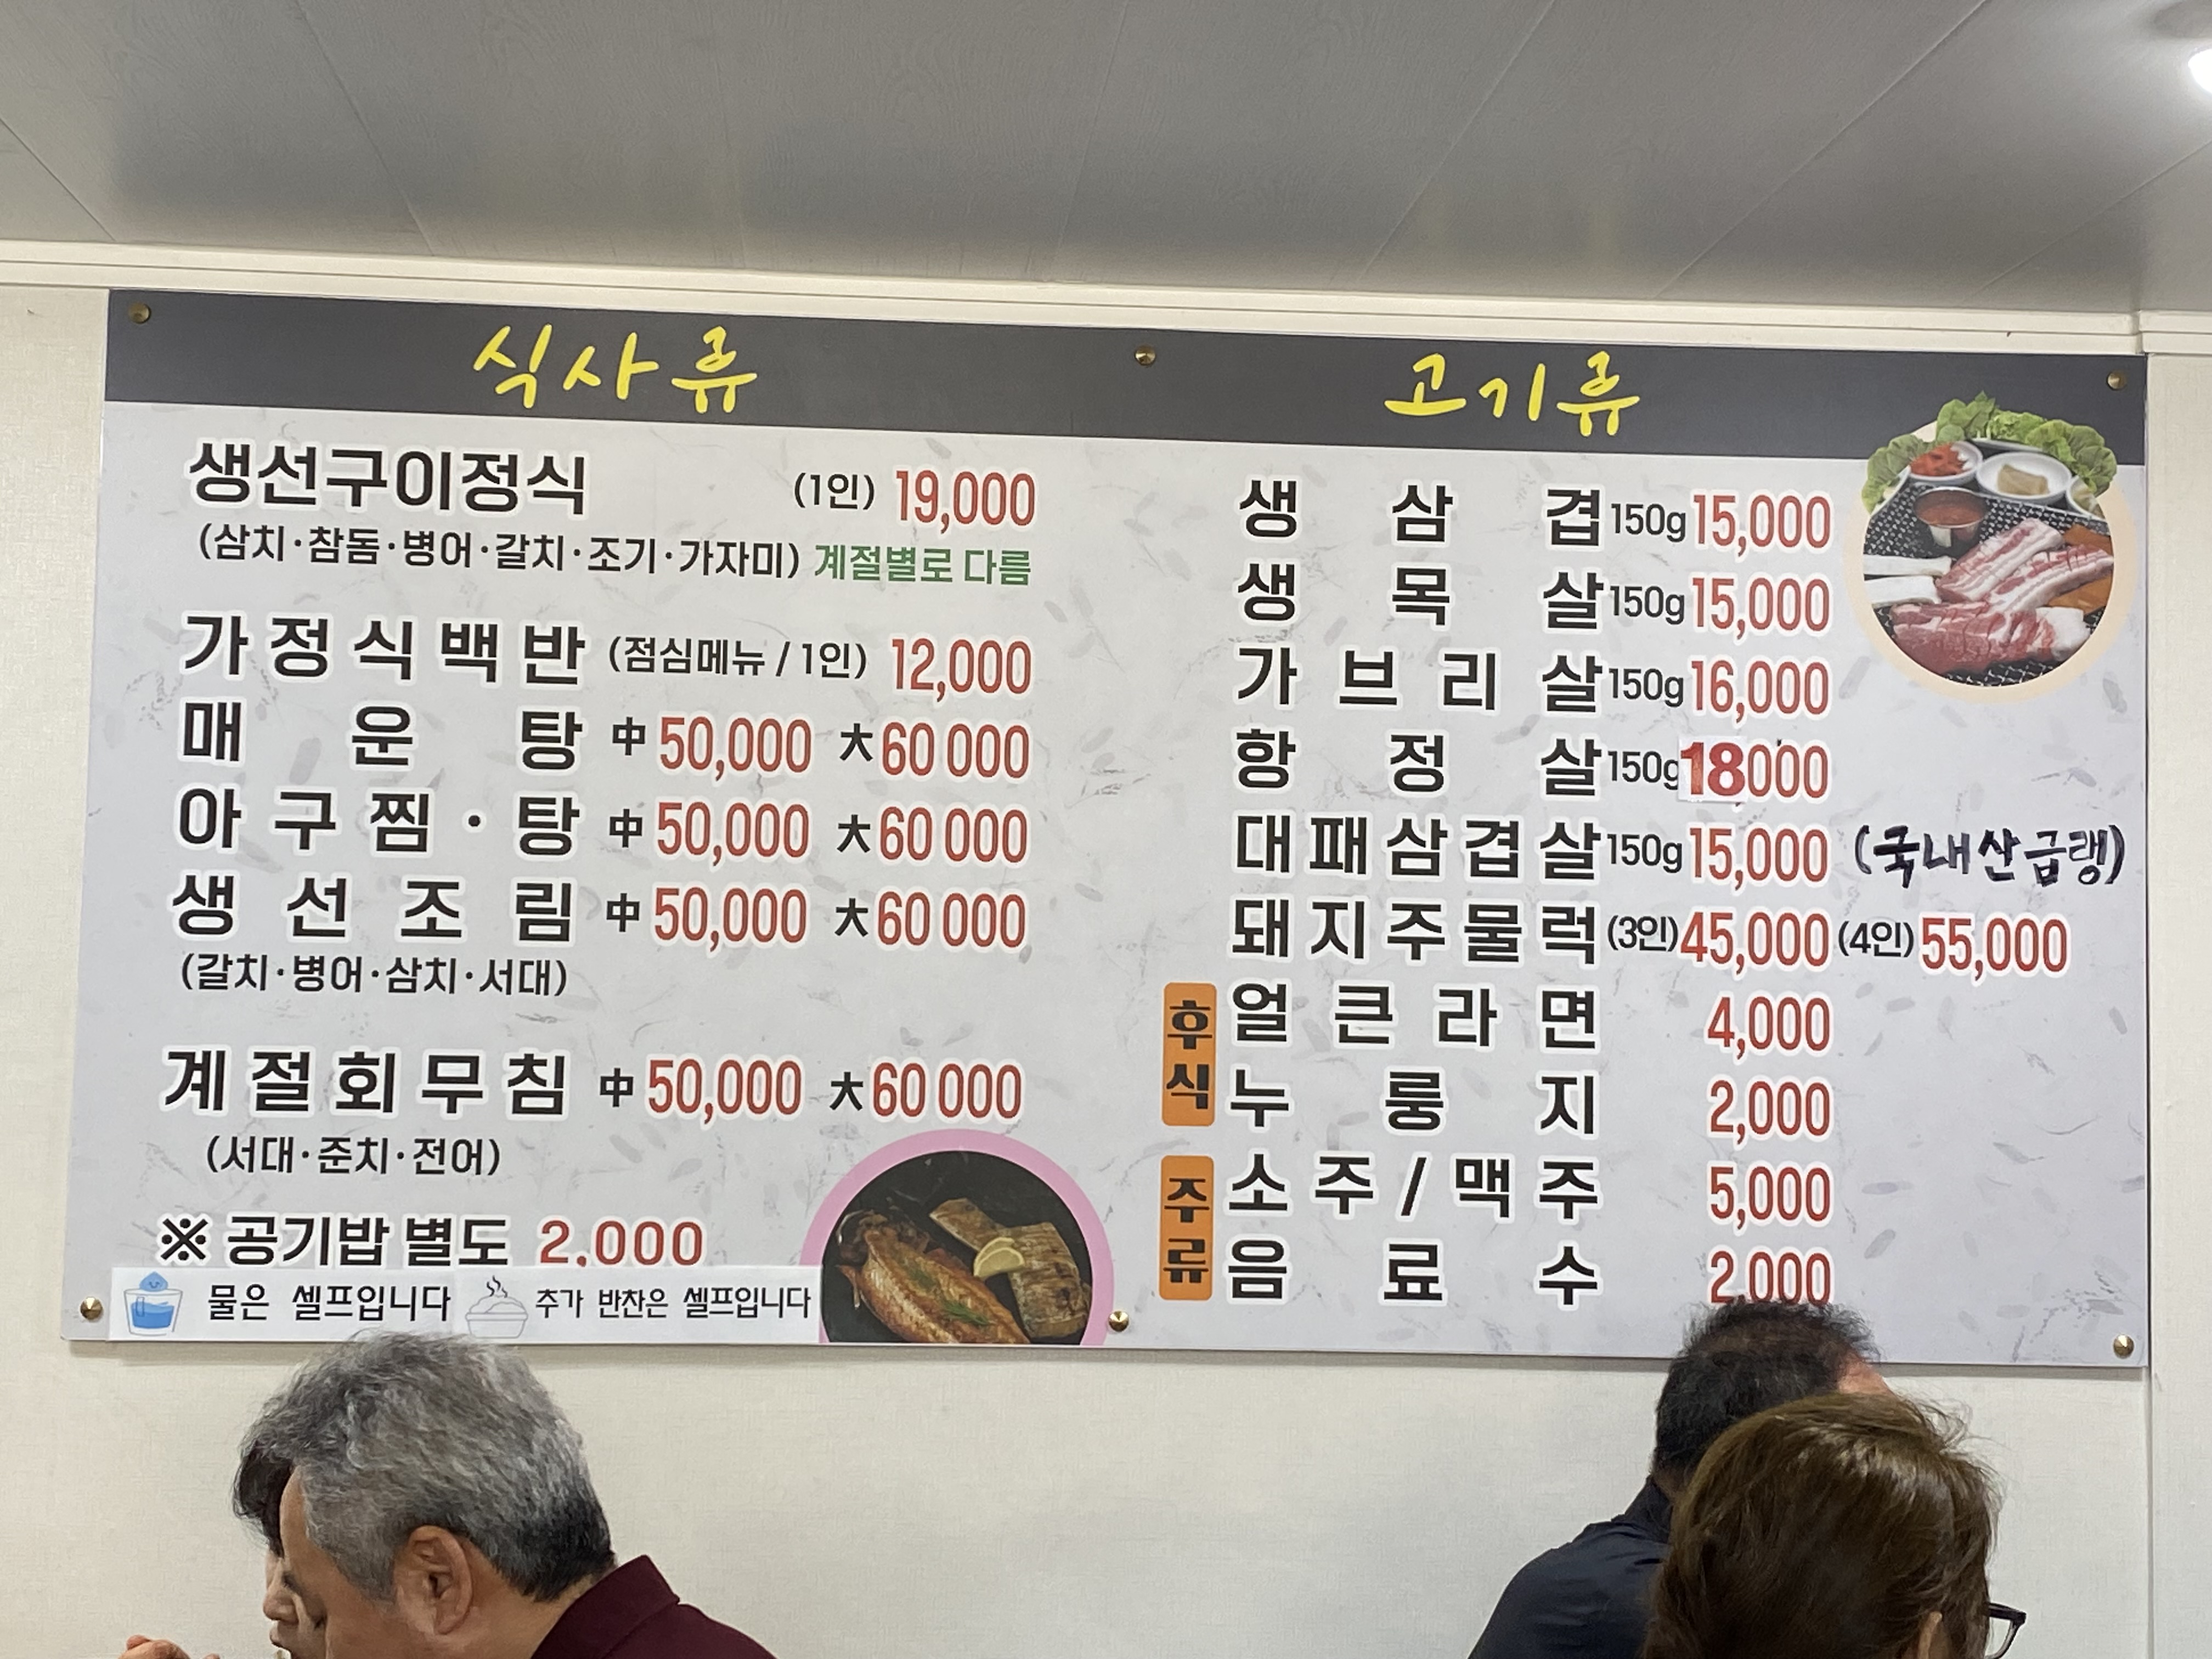 식사류
생선구이정식 (1인) 19,000
(삼치·참돔·병어·갈치·조기·가자미) 계절별로 다름
가정식백반 (점심메뉴 / 1인) 12,000
매운탕 中 50,000 大 60 000
아구찜·탕 中 50,000 大 60 000
생선조림 中 50,000 大 60 000
(갈치·병어·삼치·서대)
계절회무침 中 50,000 大 60 000
(서대·준치·전어)
※ 공기밥 별도 2,000
물은 셀프입니다
추가 반찬은 셀프입니다
고기류
생삼겹 150g 15,000
생목살 150g 15,000
가브리살 150g 16,000
항정살 150g 18000
대패삼겹살 150g 15,000 (국내산급랭)
돼지주물럭 (3인) 45,000 (4인) 55,000
후식
얼큰라면 4,000
누룽지 2,000
주류
소주/맥주 5,000
음료수 2,000